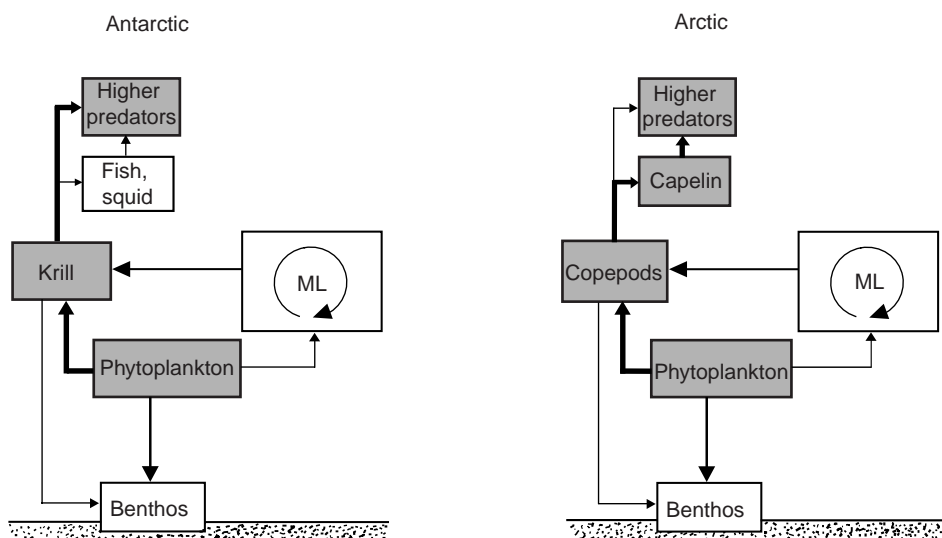 Antarctic
Higher
predators
Fish,
squid
Krill
ML
Phytoplankton
Benthos
Arctic
Higher
predators
Capelin
Copepods
ML
Phytoplankton
Benthos